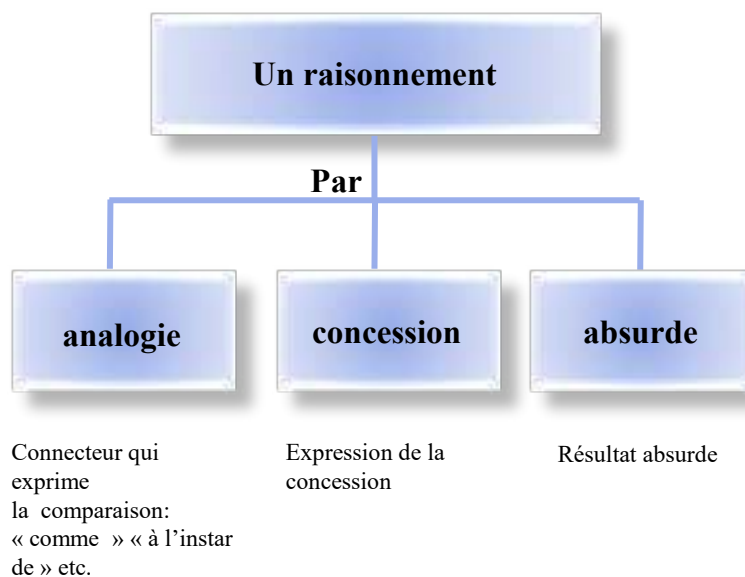 Un raisonnement
Par
analogie
concession
absurde
Connecteur qui
exprime
la comparaison:
« comme » « à l’instar
de » etc.
Expression de la
concession
Résultat absurde